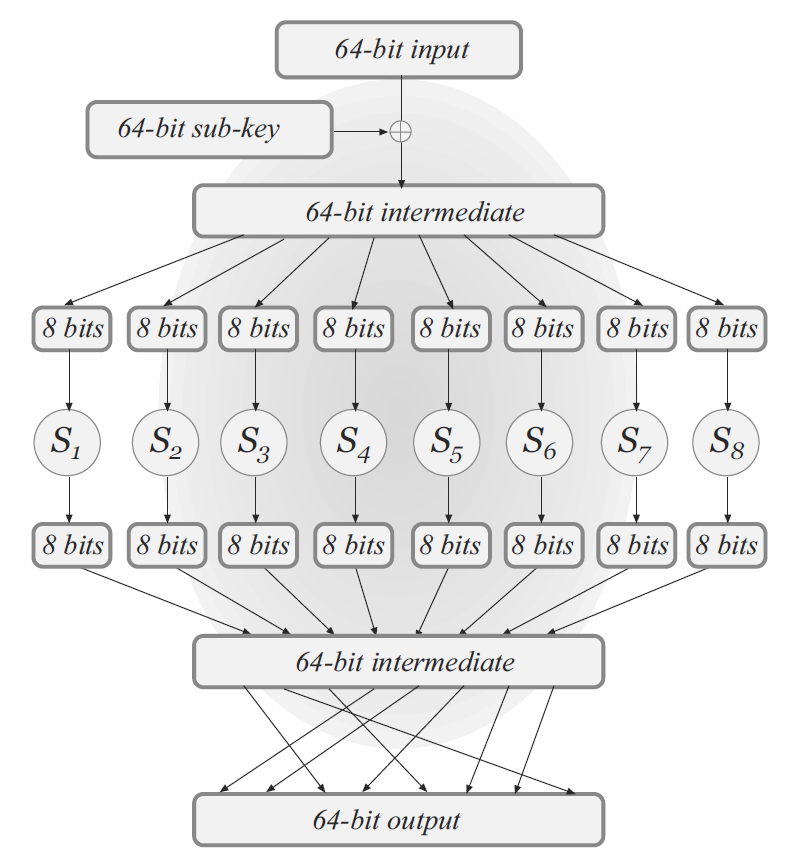 64-bit input
64-bit sub-key
64-bit intermediate
8 bits 8 bits 8 bits 8 bits 8 bits 8 bits 8 bits 8 bits
S₁ S₂ S₃ S₄ S₅ S₆ S₇ S₈
8 bits 8 bits 8 bits 8 bits 8 bits 8 bits 8 bits 8 bits
64-bit intermediate
64-bit output